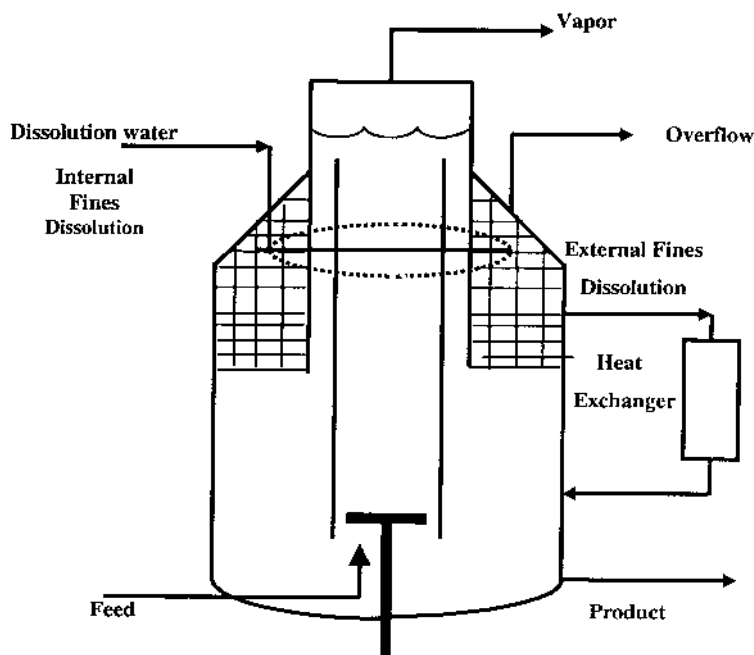 Vapor
Dissolution water
Overflow
Internal
Fines
Dissolution
External Fines
Dissolution
Heat
Exchanger
Feed
Product